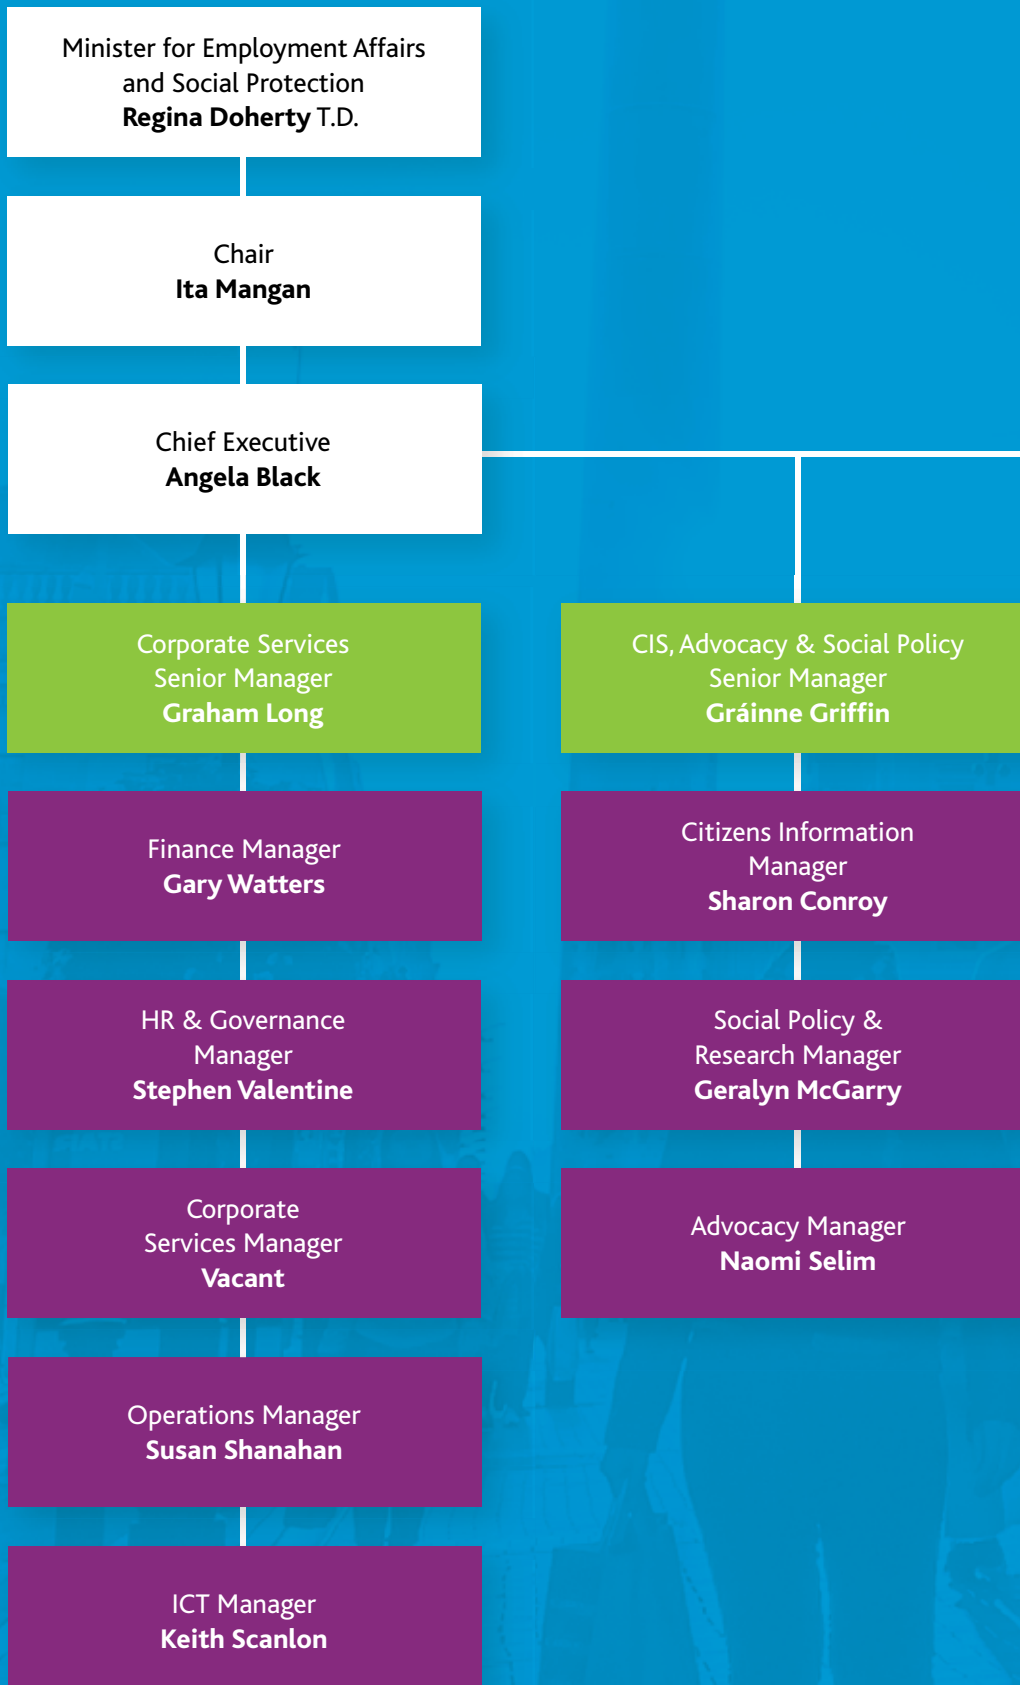 Minister for Employment Affairs
and Social Protection
Regina Doherty T.D.
Chair
Ita Mangan
Chief Executive
Angela Black
Corporate Services
Senior Manager
Graham Long
Finance Manager
Gary Watters
HR & Governance
Manager
Stephen Valentine
Corporate
Services Manager
Vacant
Operations Manager
Susan Shanahan
ICT Manager
Keith Scanlon
CIS, Advocacy & Social Policy
Senior Manager
Gráinne Griffin
Citizens Information
Manager
Sharon Conroy
Social Policy &
Research Manager
Geralyn McGarry
Advocacy Manager
Naomi Selim